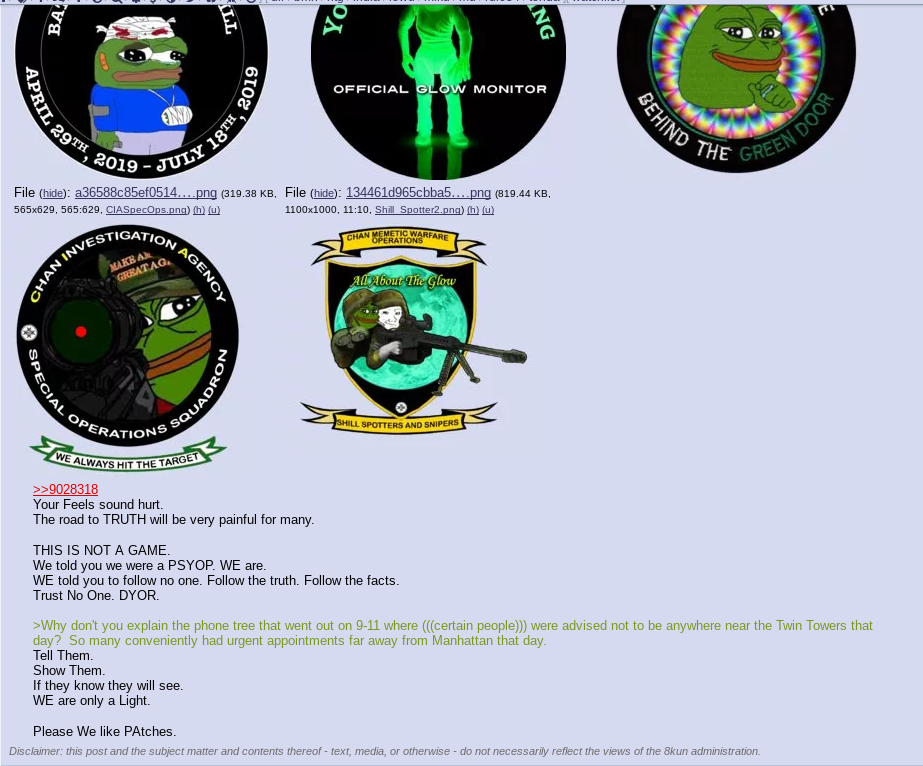 BA
ILL
APRIL 29TH, 2019 - JULY 18TH, 2019
YO
NG
OFFICIAL GLOW MONITOR
E
BEHIND THE GREEN DOOR
File (hide): a36588c85ef0514….png (319.38 KB,
565x629, 565:629, CIASpecOps.png) (h) (u)
File (hide): 134461d965cbba5….png (819.44 KB,
1100x1000, 11:10, Shill_Spotter2.png) (h) (u)
CHAN INVESTIGATION AGENCY
MAKE AM
GREAT AGA
SPECIAL OPERATIONS SQUADRON
WE ALWAYS HIT THE TARGET
CHAN MEMETIC WARFARE
OPERATIONS
All About The Glow
SHILL SPOTTERS AND SNIPERS
>>9028318
Your Feels sound hurt.
The road to TRUTH will be very painful for many.
THIS IS NOT A GAME.
We told you we were a PSYOP. WE are.
WE told you to follow no one. Follow the truth. Follow the facts.
Trust No One. DYOR.
>Why don't you explain the phone tree that went out on 9-11 where (((certain people))) were advised not to be anywhere near the Twin Towers that
day?  So many conveniently had urgent appointments far away from Manhattan that day.
Tell Them.
Show Them.
If they know they will see.
WE are only a Light.
Please We like PAtches.
Disclaimer: this post and the subject matter and contents thereof - text, media, or otherwise - do not necessarily reflect the views of the 8kun administration.